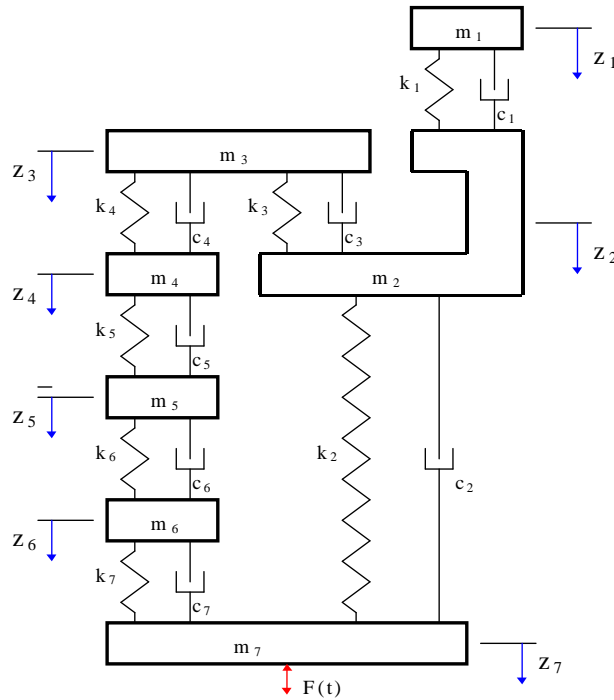 m 1
z 1
k 1
c 1
m 3
z 3
k 4
c 4
k 3
c 3
z 2
m 4
m 2
z 4
k 5
c 5
m 5
z 5
k 6
c 6
k 2
c 2
m 6
z 6
k 7
c 7
m 7
z 7
F(t)